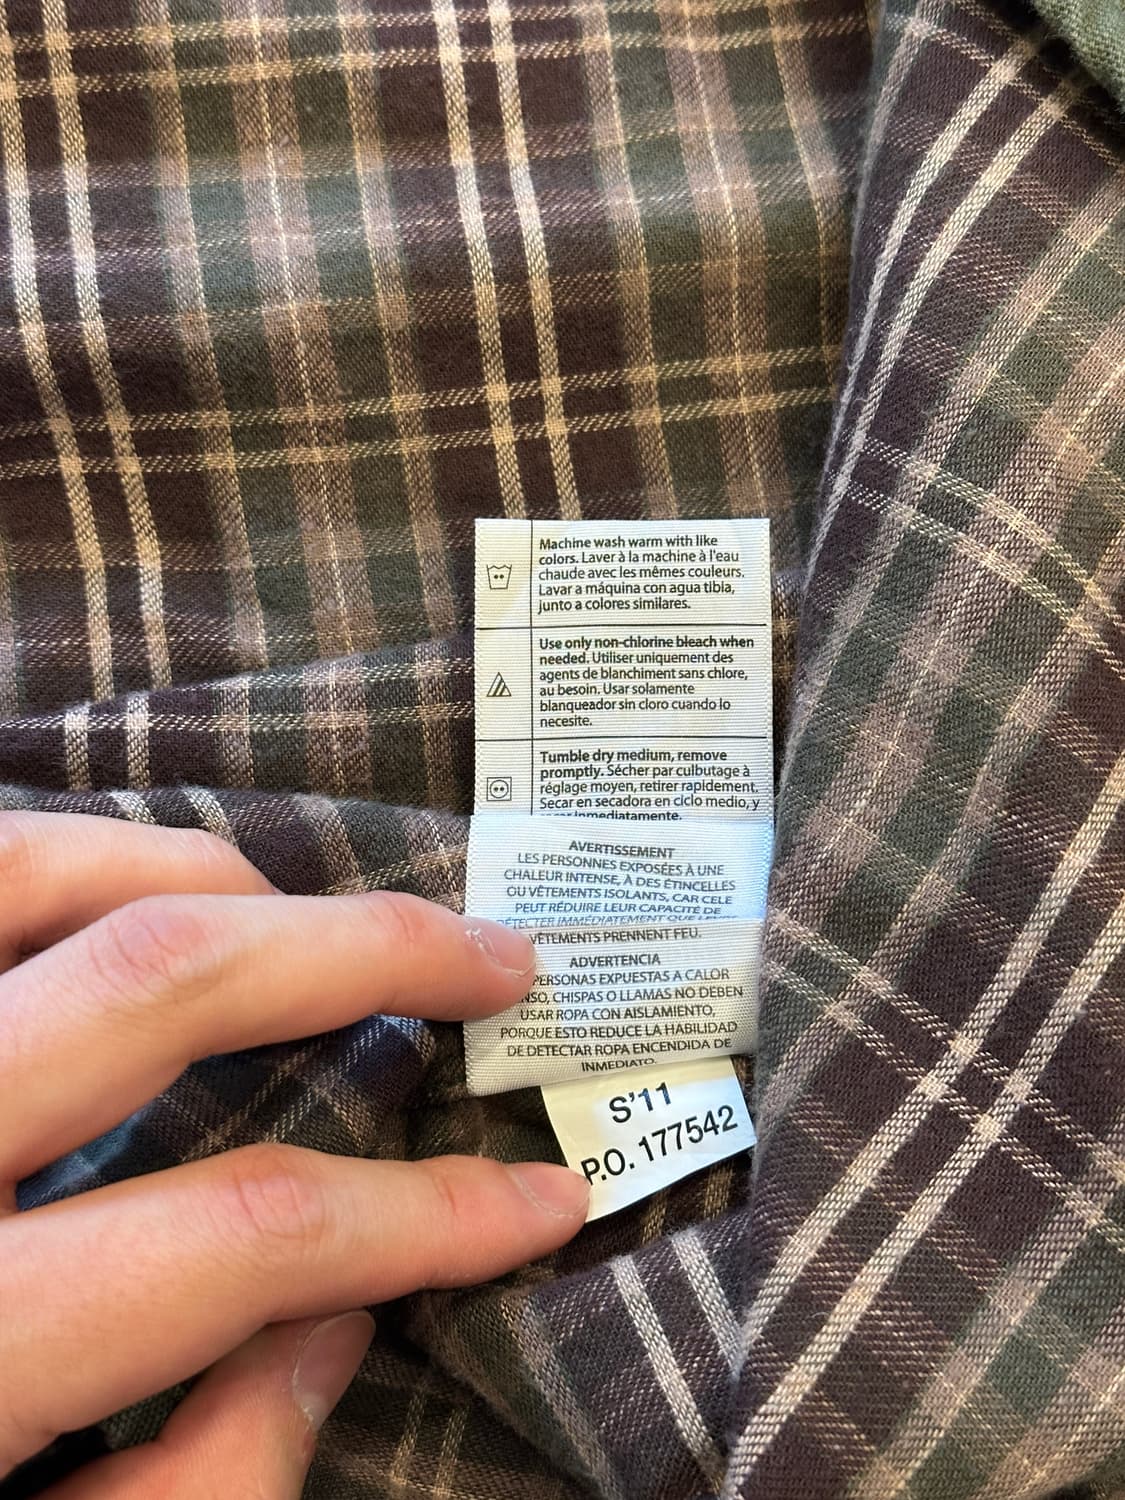 Machine wash warm with like
colors. Laver à la machine à l'eau
chaude avec les mêmes couleurs.
Lavar a máquina con agua tibia,
junto a colores similares.
Use only non-chlorine bleach when
needed. Utiliser uniquement des
agents de blanchiment sans chlore,
au besoin. Usar solamente
blanqueador sin cloro cuando lo
necesite.
Tumble dry medium, remove
promptly. Sécher par culbutage à
réglage moyen, retirer rapidement.
Secar en secadora en ciclo medio, y
inmediatamente.
AVERTISSEMENT
LES PERSONNES EXPOSÉES À UNE
CHALEUR INTENSE, À DES ÉTINCELLES
OU VÊTEMENTS ISOLANTS, CAR CELE
PEUT RÉDUIRE LEUR CAPACITÉ DE
DÉTECTER IMMÉDIATEMENT QUE
VÊTEMENTS PRENNENT FEU.
ADVERTENCIA
PERSONAS EXPUESTAS A CALOR
NSO, CHISPAS O LLAMAS NO DEBEN
USAR ROPA CON AISLAMIENTO,
PORQUE ESTO REDUCE LA HABILIDAD
DE DETECTAR ROPA ENCENDIDA DE
INMEDIATO.
S'11
P.O. 177542